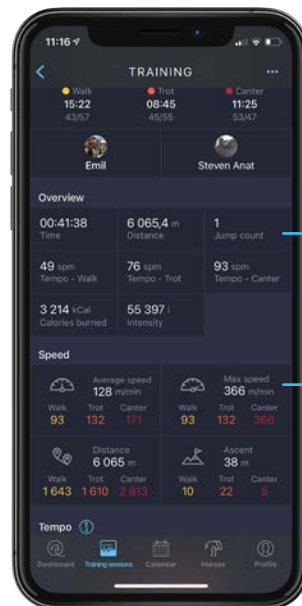 11:16
TRAINING
Walk Trot Canter
15:22 08:45 11:25
43/57 45/55 53/47
Emil Steven Anat
Overview
00:41:38 6 065,4 m 1
Time Distance Jump count
49 spm 76 spm 93 spm
Tempo - Walk Tempo - Trot Tempo - Canter
3 214 kCal 55 397 i
Calories burned Intensity
Speed
Average speed Max speed
128 m/min 366 m/min
Walk Trot Canter Walk Trot Canter
93 132 171 93 132 366
Distance Ascent
6 065 m 38 m
Walk Trot Canter Walk Trot Canter
1 643 1 610 2 813 10 22 5
Tempo
Dashboard Training sessions Calendar Horses Profile